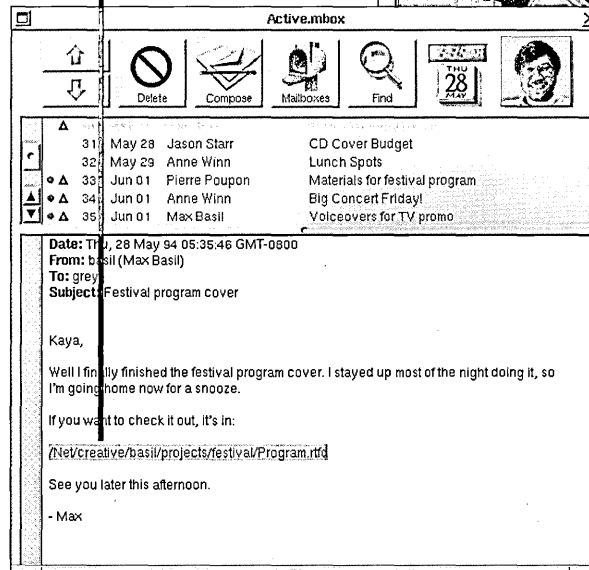 Active.mbox
Delete
Compose
Mailboxes
Find
THU
28
MAY
31 May 28 Jason Starr CD Cover Budget
32 May 29 Anne Winn Lunch Spots
33 Jun 01 Pierre Poupon Materials for festival program
34 Jun 01 Anne Winn Big Concert Friday!
35 Jun 01 Max Basil Voiceovers for TV promo
Date: Thu, 28 May 94 05:35:46 GMT-0800
From: basil (Max Basil)
To: grey
Subject: Festival program cover
Kaya,
Well I finally finished the festival program cover. I stayed up most of the night doing it, so
I'm going home now for a snooze.
If you want to check it out, it's in:
/Net/creative/basil/projects/festival/Program.rtfd
See you later this afternoon.
- Max